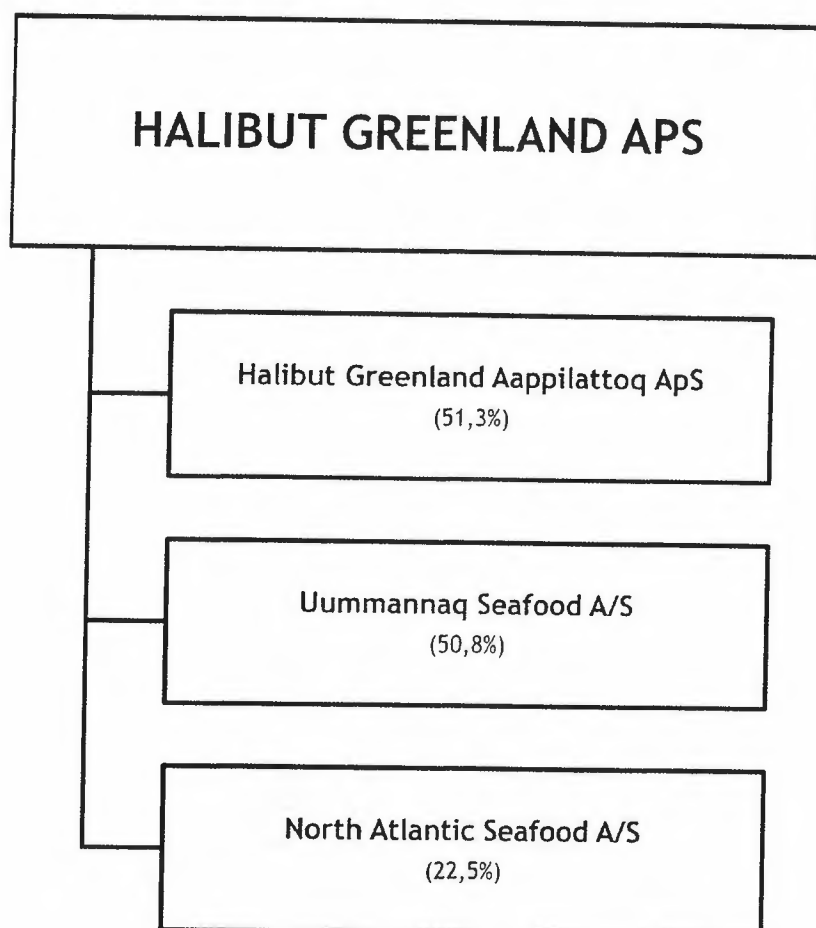 HALIBUT GREENLAND APS
Halibut Greenland Aappilattoq ApS
(51,3%)
Uummannaq Seafood A/S
(50,8%)
North Atlantic Seafood A/S
(22,5%)